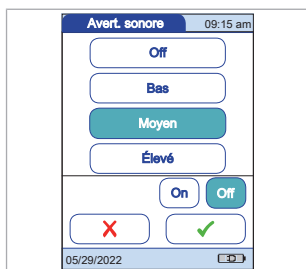 Avert. sonore 09:15 am
Off
Bas
Moyen
Élevé
On Off
05/29/2022